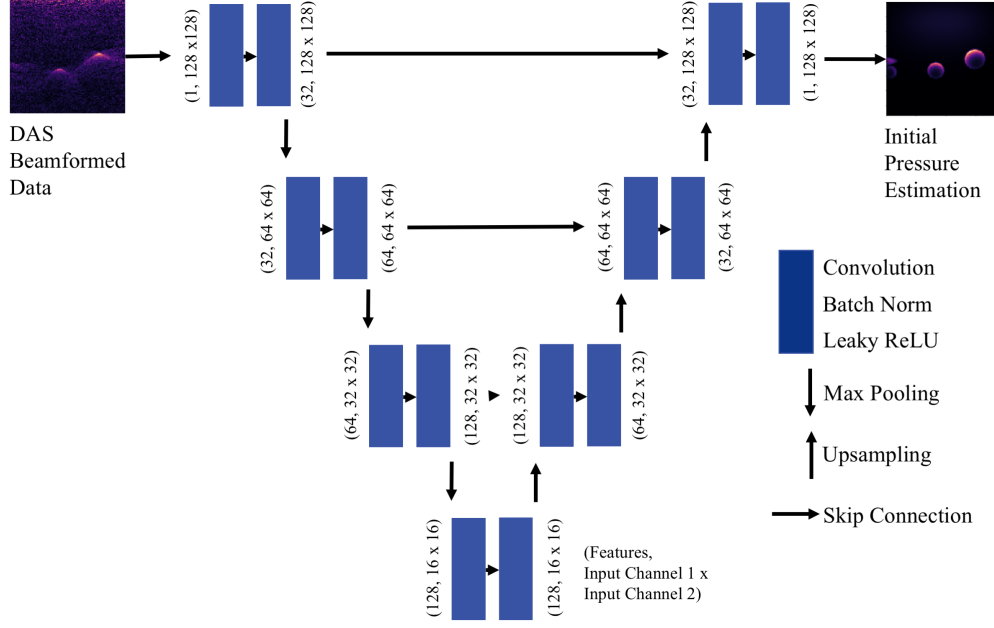 DAS
Beamformed
Data
(1, 128 x128)
(32, 128 x 128)
(32, 128 x 128)
(1, 128 x 128)
Initial
Pressure
Estimation
(32, 64 x 64)
(64, 64 x 64)
(64, 64 x 64)
(32, 64 x 64)
(64, 32 x 32)
(128, 32 x 32)
(128, 32 x 32)
(64, 32 x 32)
(128, 16 x 16)
(128, 16 x 16)
(Features,
Input Channel 1 x
Input Channel 2)
Convolution
Batch Norm
Leaky ReLU
Max Pooling
Upsampling
Skip Connection